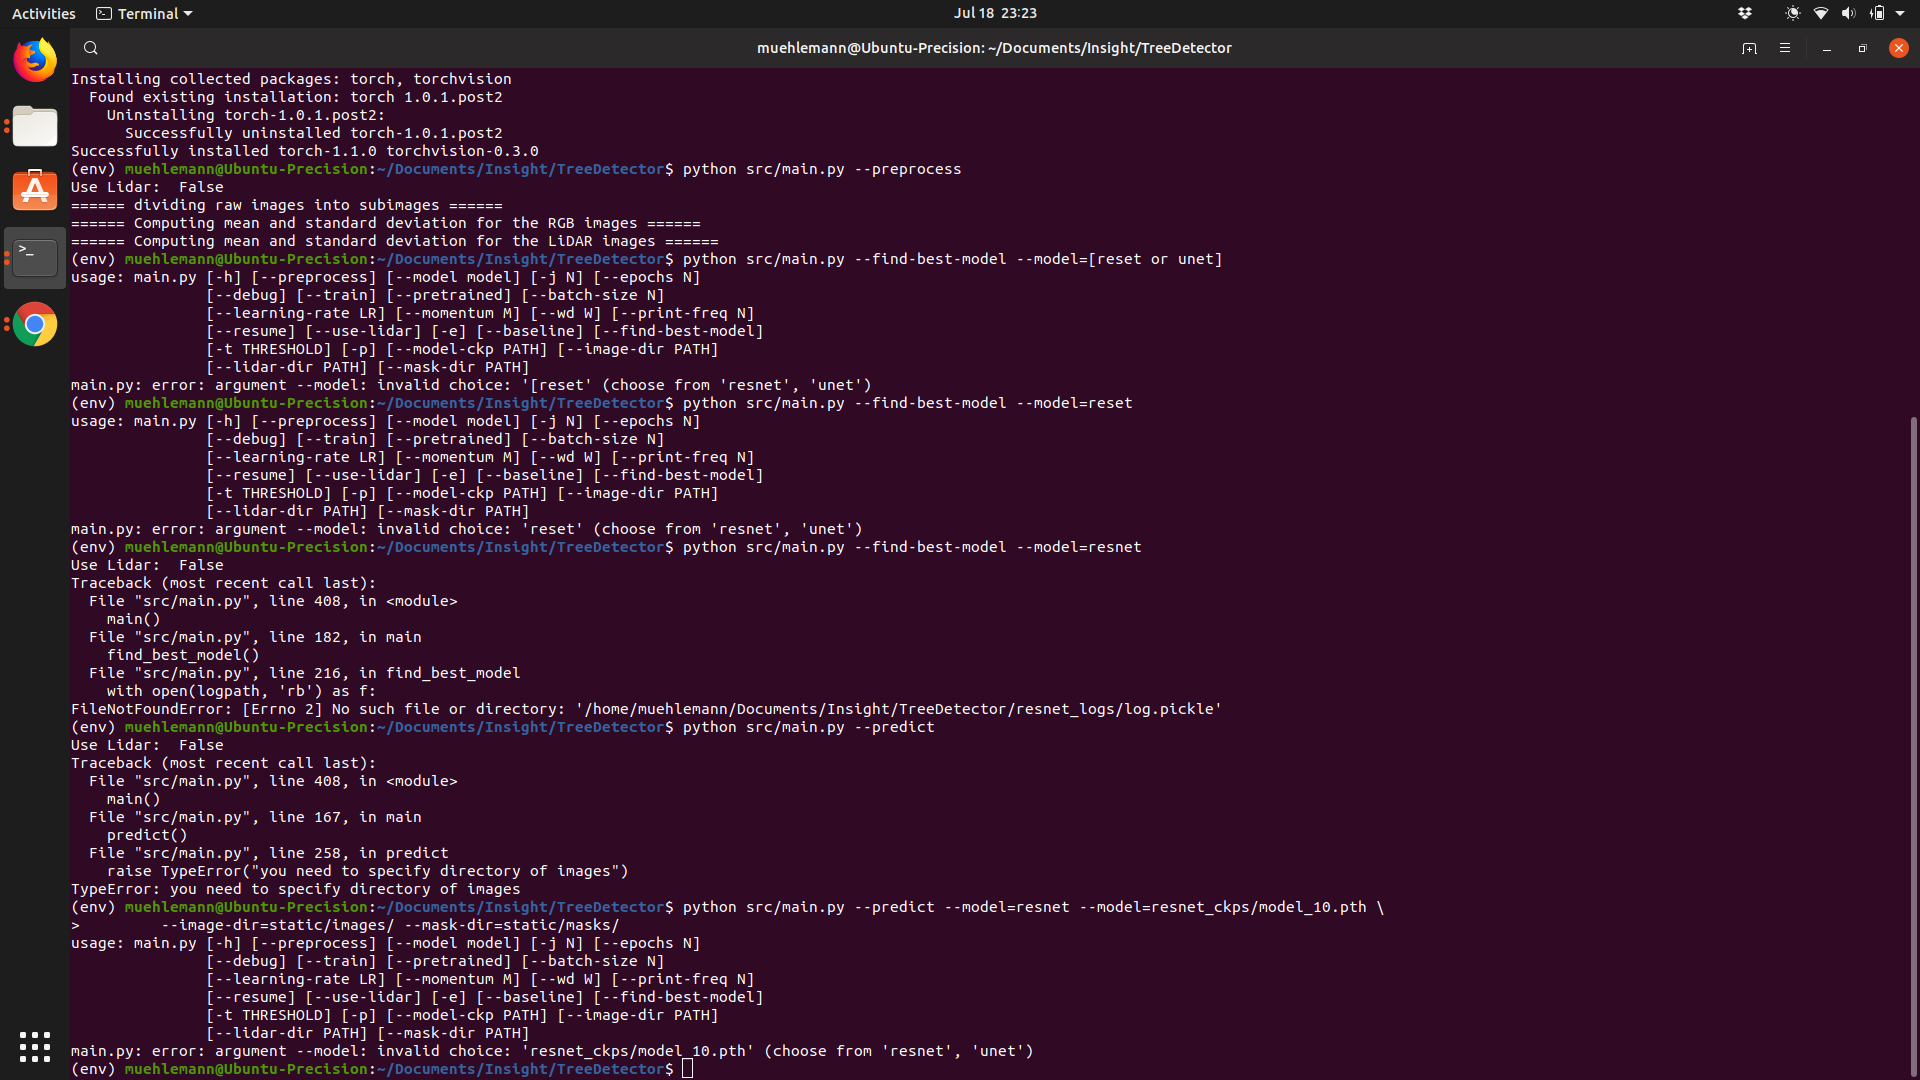 Activities
Terminal
Jul 18 23:23
muehlemann@Ubuntu-Precision: ~/Documents/Insight/TreeDetector
Installing collected packages: torch, torchvision
  Found existing installation: torch 1.0.1.post2
    Uninstalling torch-1.0.1.post2:
      Successfully uninstalled torch-1.0.1.post2
Successfully installed torch-1.1.0 torchvision-0.3.0
(env) muehlemann@Ubuntu-Precision:~/Documents/Insight/TreeDetector$ python src/main.py --preprocess
Use Lidar:  False
====== dividing raw images into subimages ======
====== Computing mean and standard deviation for the RGB images ======
====== Computing mean and standard deviation for the LiDAR images ======
(env) muehlemann@Ubuntu-Precision:~/Documents/Insight/TreeDetector$ python src/main.py --find-best-model --model=[reset or unet]
usage: main.py [-h] [--preprocess] [--model model] [-j N] [--epochs N]
               [--debug] [--train] [--pretrained] [--batch-size N]
               [--learning-rate LR] [--momentum M] [--wd W] [--print-freq N]
               [--resume] [--use-lidar] [-e] [--baseline] [--find-best-model]
               [-t THRESHOLD] [-p] [--model-ckp PATH] [--image-dir PATH]
               [--lidar-dir PATH] [--mask-dir PATH]
main.py: error: argument --model: invalid choice: '[reset' (choose from 'resnet', 'unet')
(env) muehlemann@Ubuntu-Precision:~/Documents/Insight/TreeDetector$ python src/main.py --find-best-model --model=reset
usage: main.py [-h] [--preprocess] [--model model] [-j N] [--epochs N]
               [--debug] [--train] [--pretrained] [--batch-size N]
               [--learning-rate LR] [--momentum M] [--wd W] [--print-freq N]
               [--resume] [--use-lidar] [-e] [--baseline] [--find-best-model]
               [-t THRESHOLD] [-p] [--model-ckp PATH] [--image-dir PATH]
               [--lidar-dir PATH] [--mask-dir PATH]
main.py: error: argument --model: invalid choice: 'reset' (choose from 'resnet', 'unet')
(env) muehlemann@Ubuntu-Precision:~/Documents/Insight/TreeDetector$ python src/main.py --find-best-model --model=resnet
Use Lidar:  False
Traceback (most recent call last):
  File "src/main.py", line 408, in <module>
    main()
  File "src/main.py", line 182, in main
    find_best_model()
  File "src/main.py", line 216, in find_best_model
    with open(logpath, 'rb') as f:
FileNotFoundError: [Errno 2] No such file or directory: '/home/muehlemann/Documents/Insight/TreeDetector/resnet_logs/log.pickle'
(env) muehlemann@Ubuntu-Precision:~/Documents/Insight/TreeDetector$ python src/main.py --predict
Use Lidar:  False
Traceback (most recent call last):
  File "src/main.py", line 408, in <module>
    main()
  File "src/main.py", line 167, in main
    predict()
  File "src/main.py", line 258, in predict
    raise TypeError("you need to specify directory of images")
TypeError: you need to specify directory of images
(env) muehlemann@Ubuntu-Precision:~/Documents/Insight/TreeDetector$ python src/main.py --predict --model=resnet --model=resnet_ckps/model_10.pth \
>         --image-dir=static/images/ --mask-dir=static/masks/
usage: main.py [-h] [--preprocess] [--model model] [-j N] [--epochs N]
               [--debug] [--train] [--pretrained] [--batch-size N]
               [--learning-rate LR] [--momentum M] [--wd W] [--print-freq N]
               [--resume] [--use-lidar] [-e] [--baseline] [--find-best-model]
               [-t THRESHOLD] [-p] [--model-ckp PATH] [--image-dir PATH]
               [--lidar-dir PATH] [--mask-dir PATH]
main.py: error: argument --model: invalid choice: 'resnet_ckps/model_10.pth' (choose from 'resnet', 'unet')
(env) muehlemann@Ubuntu-Precision:~/Documents/Insight/TreeDetector$